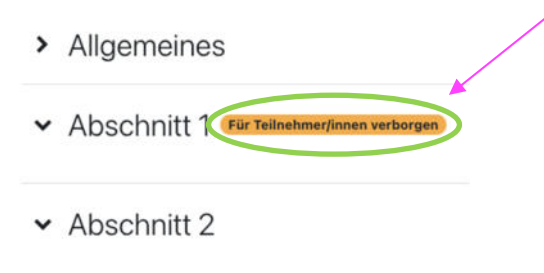 Allgemeines
Abschnitt 1 Für Teilnehmer/innen verborgen
Abschnitt 2